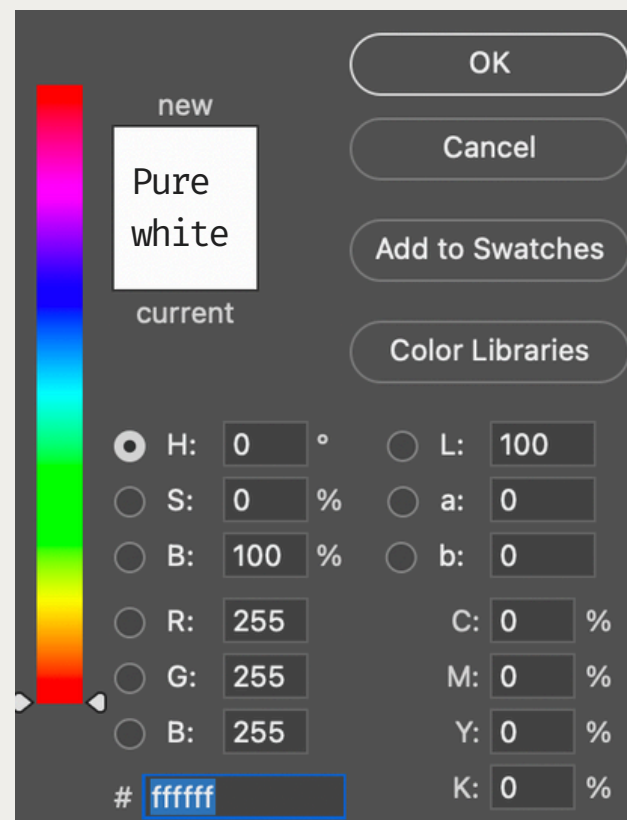 OK
new
Cancel
Pure
white
Add to Swatches
current
Color Libraries
H: 0 °
L: 100
S: 0 %
a: 0
B: 100 %
b: 0
R: 255
C: 0 %
G: 255
M: 0 %
B: 255
Y: 0 %
# ffffff
K: 0 %